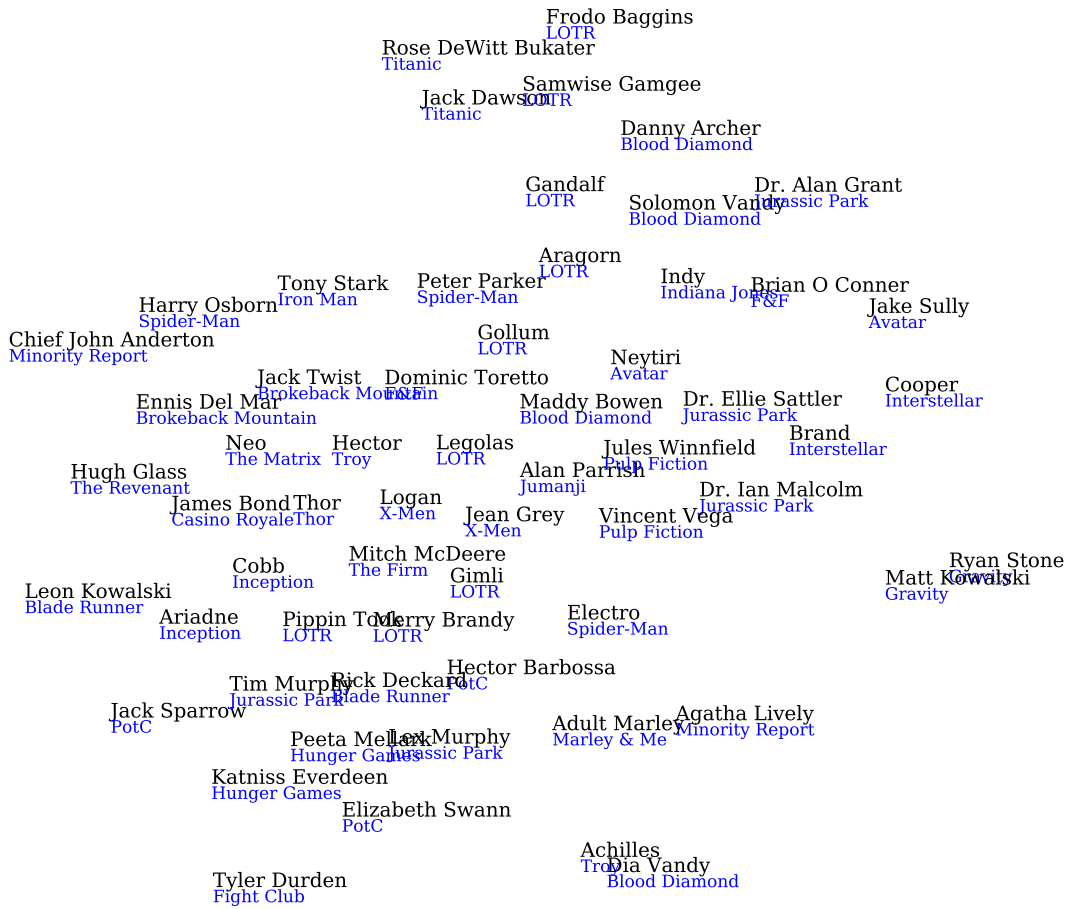 Frodo Baggins
LOTR
Rose DeWitt Bukater
Titanic
Samwise Gamgee
LOTR
Jack Dawson
Titanic
Danny Archer
Blood Diamond
Gandalf
LOTR
Dr. Alan Grant
Jurassic Park
Solomon Vandy
Blood Diamond
Aragorn
LOTR
Indy
Indiana Jones
Peter Parker
Spider-Man
Tony Stark
Iron Man
Brian O Conner
F&F
Harry Osborn
Spider-Man
Jake Sully
Avatar
Gollum
LOTR
Chief John Anderton
Minority Report
Neytiri
Avatar
Jack Twist
Brokeback Mountain
Dominic Toretto
F&F
Cooper
Interstellar
Ennis Del Mar
Brokeback Mountain
Maddy Bowen
Blood Diamond
Dr. Ellie Sattler
Jurassic Park
Brand
Interstellar
Neo
The Matrix
Hector
Troy
Legolas
LOTR
Jules Winnfield
Pulp Fiction
Hugh Glass
The Revenant
Alan Parrish
Jumanji
Dr. Ian Malcolm
Jurassic Park
Logan
X-Men
James Bond
Casino Royale
Thor
Thor
Jean Grey
X-Men
Vincent Vega
Pulp Fiction
Mitch McDeere
The Firm
Ryan Stone
Gravity
Cobb
Inception
Gimli
LOTR
Matt Kowalski
Gravity
Leon Kowalski
Blade Runner
Electro
Spider-Man
Ariadne
Inception
Pippin Took
LOTR
Merry Brandy
LOTR
Hector Barbossa
PotC
Rick Deckard
Blade Runner
Tim Murphy
Jurassic Park
Jack Sparrow
PotC
Agatha Lively
Minority Report
Adult Marley
Marley & Me
Peeta Mellark
Hunger Games
Lex Murphy
Jurassic Park
Katniss Everdeen
Hunger Games
Elizabeth Swann
PotC
Achilles
Troy
Dia Vandy
Blood Diamond
Tyler Durden
Fight Club